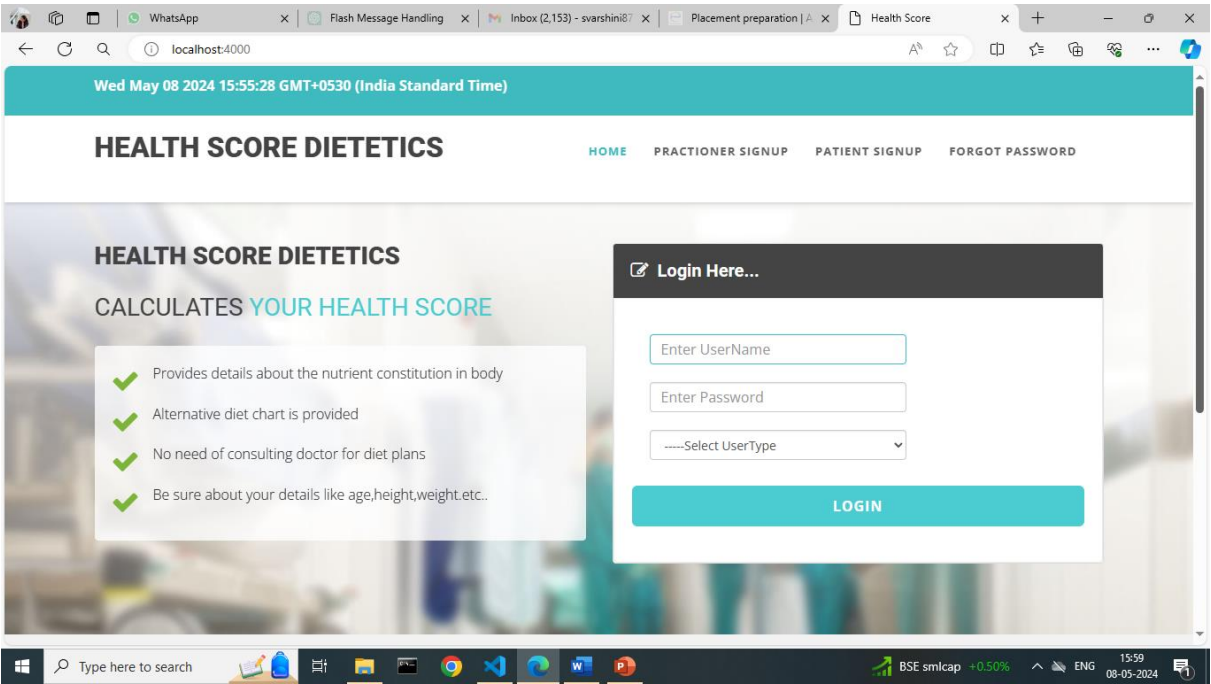 WhatsApp
Flash Message Handling
Inbox (2,153) - svarshini87
Placement preparation | A
Health Score
localhost:4000
Wed May 08 2024 15:55:28 GMT+0530 (India Standard Time)
HEALTH SCORE DIETETICS
HOME PRACTIONER SIGNUP PATIENT SIGNUP FORGOT PASSWORD
HEALTH SCORE DIETETICS
CALCULATES YOUR HEALTH SCORE
Provides details about the nutrient constitution in body
Alternative diet chart is provided
No need of consulting doctor for diet plans
Be sure about your details like age,height,weight.etc..
Login Here...
Enter UserName
Enter Password
-----Select UserType
LOGIN
Type here to search
BSE smlcap +0.50%
ENG
15:59
08-05-2024